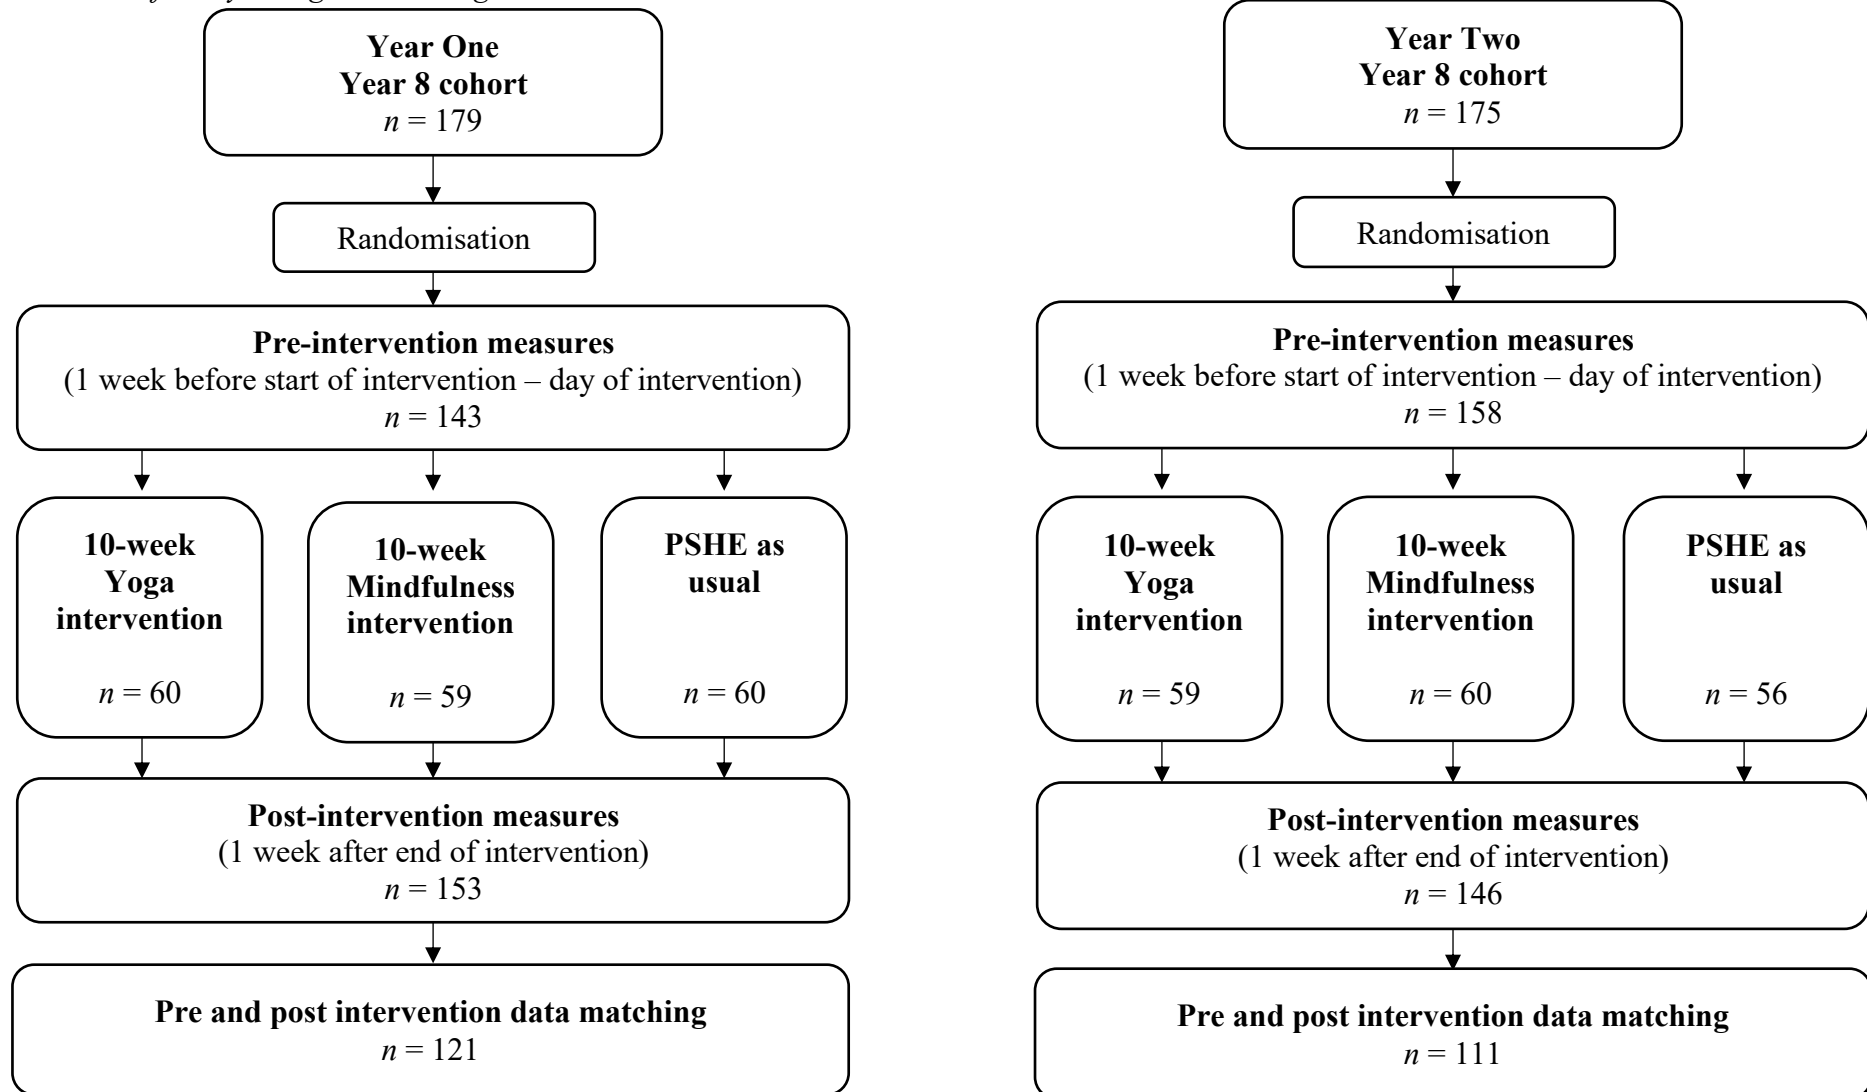 Year One
Year 8 cohort
n = 179
Randomisation
Pre-intervention measures
(1 week before start of intervention – day of intervention)
n = 143
10-week
Yoga
intervention
n = 60
10-week
Mindfulness
intervention
n = 59
PSHE as
usual
n = 60
Post-intervention measures
(1 week after end of intervention)
n = 153
Pre and post intervention data matching
n = 121
Year Two
Year 8 cohort
n = 175
Randomisation
Pre-intervention measures
(1 week before start of intervention – day of intervention)
n = 158
10-week
Yoga
intervention
n = 59
10-week
Mindfulness
intervention
n = 60
PSHE as
usual
n = 56
Post-intervention measures
(1 week after end of intervention)
n = 146
Pre and post intervention data matching
n = 111